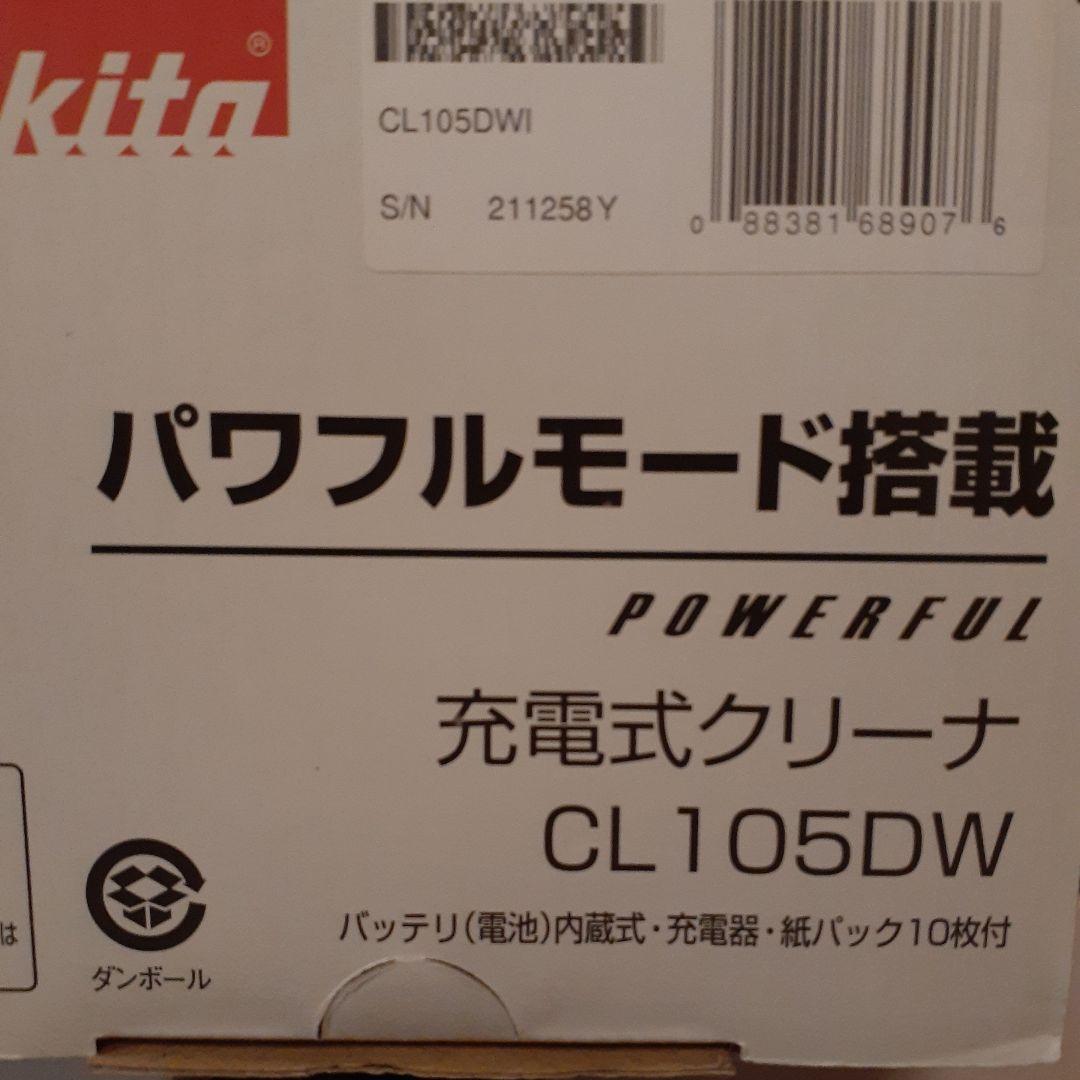 kita®
CL105DWI
S/N 211258Y
0 88381 68907 6
パワフルモード搭載
POWERFUL
充電式クリーナ
CL105DW
バッテリ(電池)内蔵式・充電器・紙パック10枚付
は
ダンボール